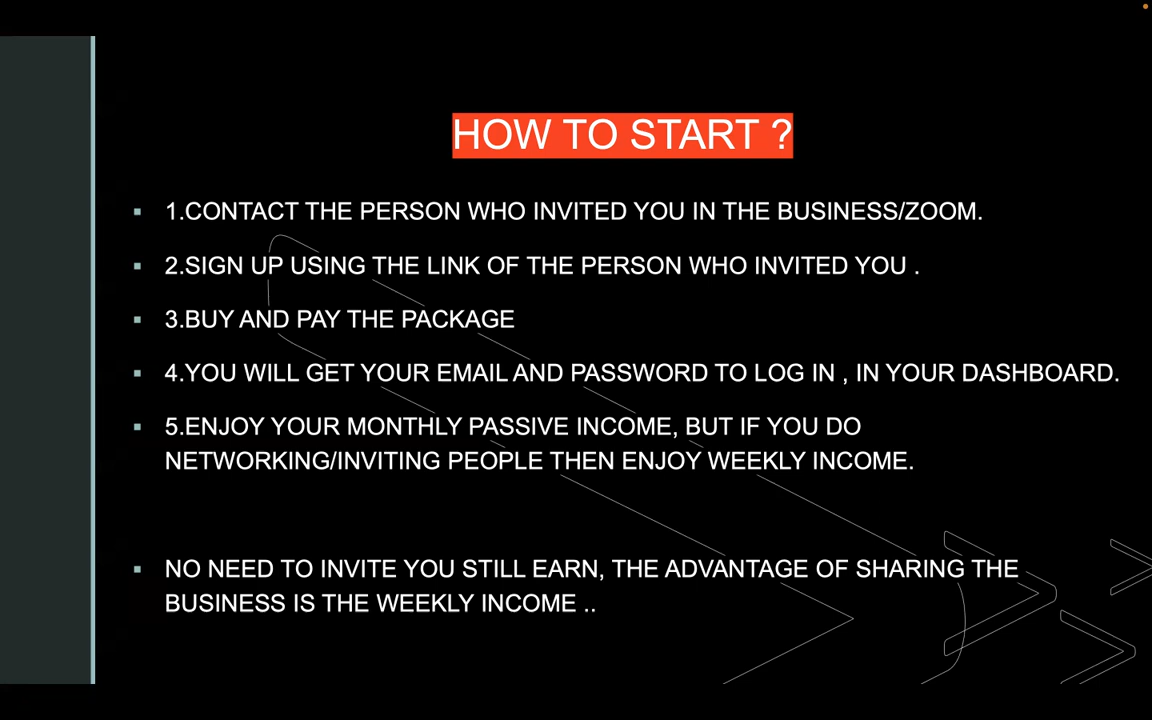 HOW TO START ?
1.CONTACT THE PERSON WHO INVITED YOU IN THE BUSINESS/ZOOM.
2.SIGN UP USING THE LINK OF THE PERSON WHO INVITED YOU .
3.BUY AND PAY THE PACKAGE
4.YOU WILL GET YOUR EMAIL AND PASSWORD TO LOG IN , IN YOUR DASHBOARD.
5.ENJOY YOUR MONTHLY PASSIVE INCOME, BUT IF YOU DO
NETWORKING/INVITING PEOPLE THEN ENJOY WEEKLY INCOME.
NO NEED TO INVITE YOU STILL EARN, THE ADVANTAGE OF SHARING THE
BUSINESS IS THE WEEKLY INCOME ..